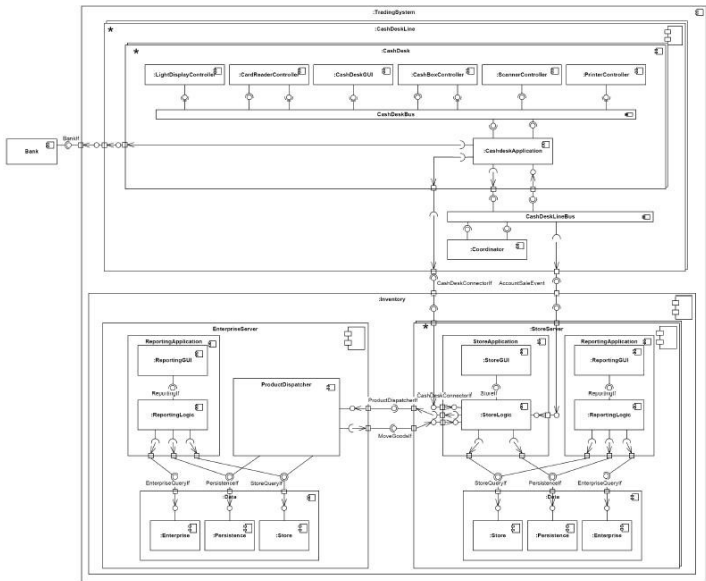 :TradingSystem
:CashDeskLine
:CashDesk
:LightDisplayController
:CardReaderController
:CashDeskGUI
:CashBoxController
:ScannerController
:PrinterController
CashDeskBus
Bank
BankIf
:CashdeskApplication
CashDeskLineBus
:Coordinator
CashDeskConnectorIf
AccountSaleEvent
:Inventory
EnterpriseServer
:StoreServer
ReportingApplication
StoreApplication
ReportingApplication
:ReportingGUI
:StoreGUI
:ReportingGUI
ProductDispatcher
ReportingIf
ProductDispatcherIf
CashDeskConnectorIf
StoreIf
ReportingIf
:ReportingLogic
:StoreLogic
:ReportingLogic
MoveGoodsIf
EnterpriseQueryIf
PersistenceIf
StoreQueryIf
StoreQueryIf
PersistenceIf
EnterpriseQueryIf
:Data
:Data
:Enterprise
:Persistence
:Store
:Store
:Persistence
:Enterprise